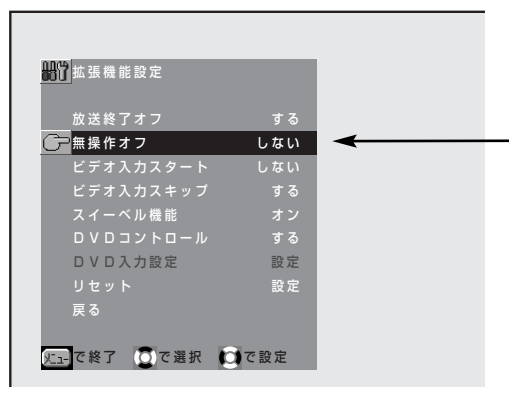 拡張機能設定
放送終了オフ する
無操作オフ しない
ビデオ入力スタート しない
ビデオ入力スキップ する
スイーベル機能 オン
DVDコントロール する
DVD入力設定 設定
リセット 設定
戻る
メニューで終了 で選択 で設定